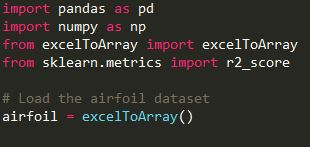 import pandas as pd
import numpy as np
from excelToArray import excelToArray
from sklearn.metrics import r2_score
# Load the airfoil dataset
airfoil = excelToArray()